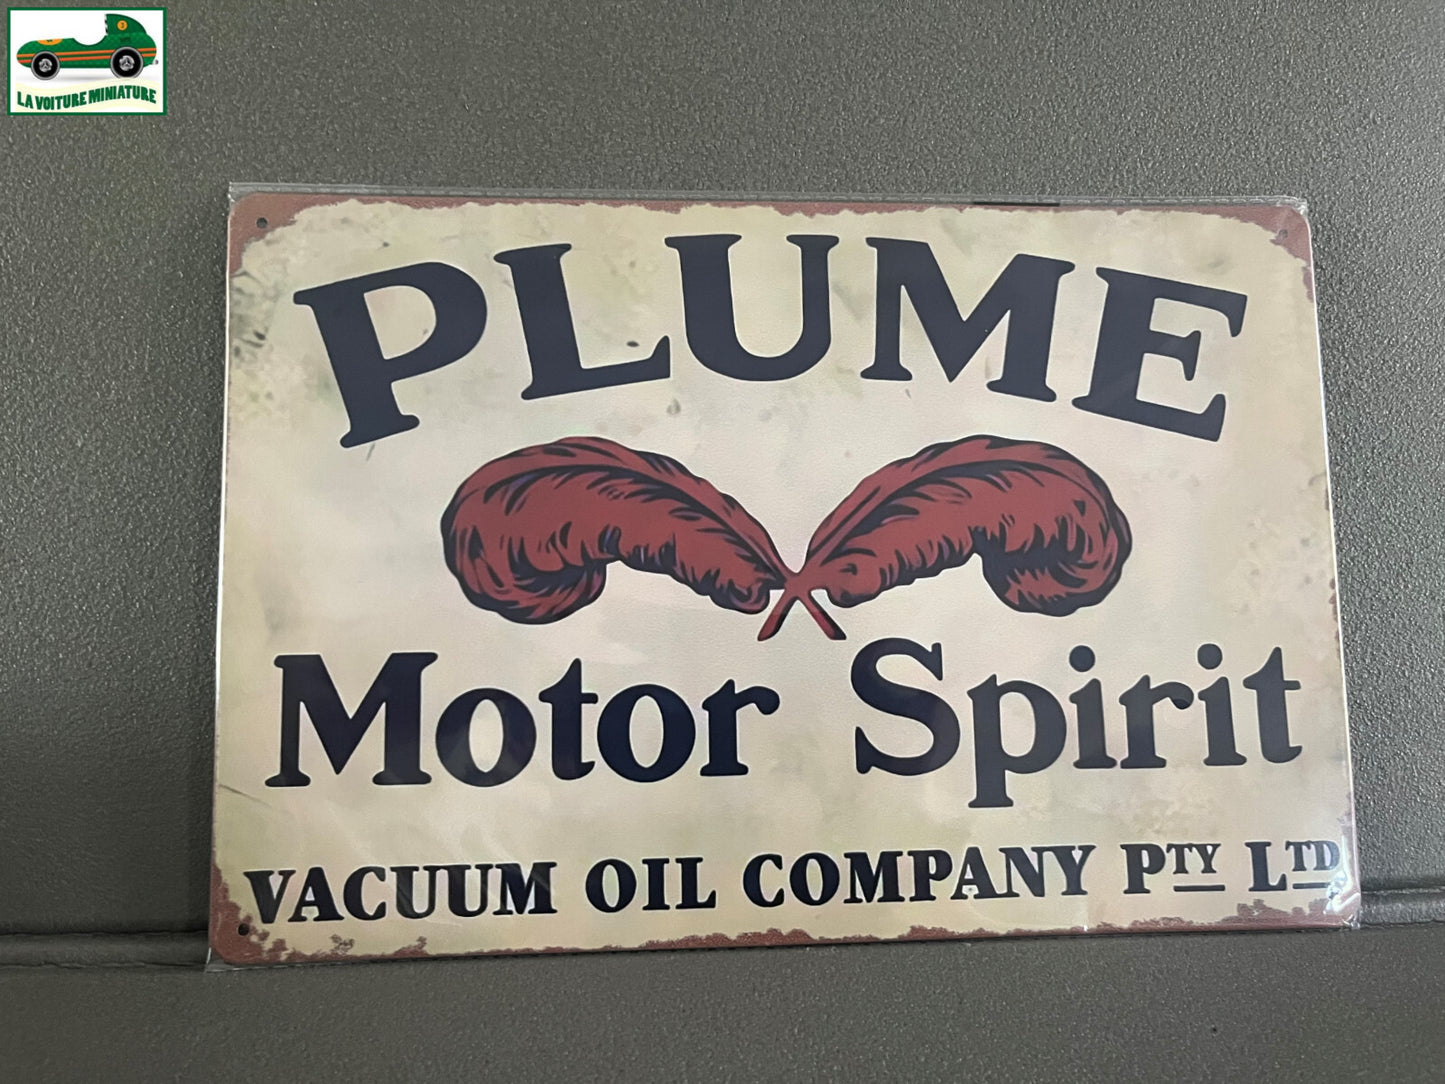 LA VOITURE MINIATURE
PLUME
Motor Spirit
VACUUM OIL COMPANY PTY LTD